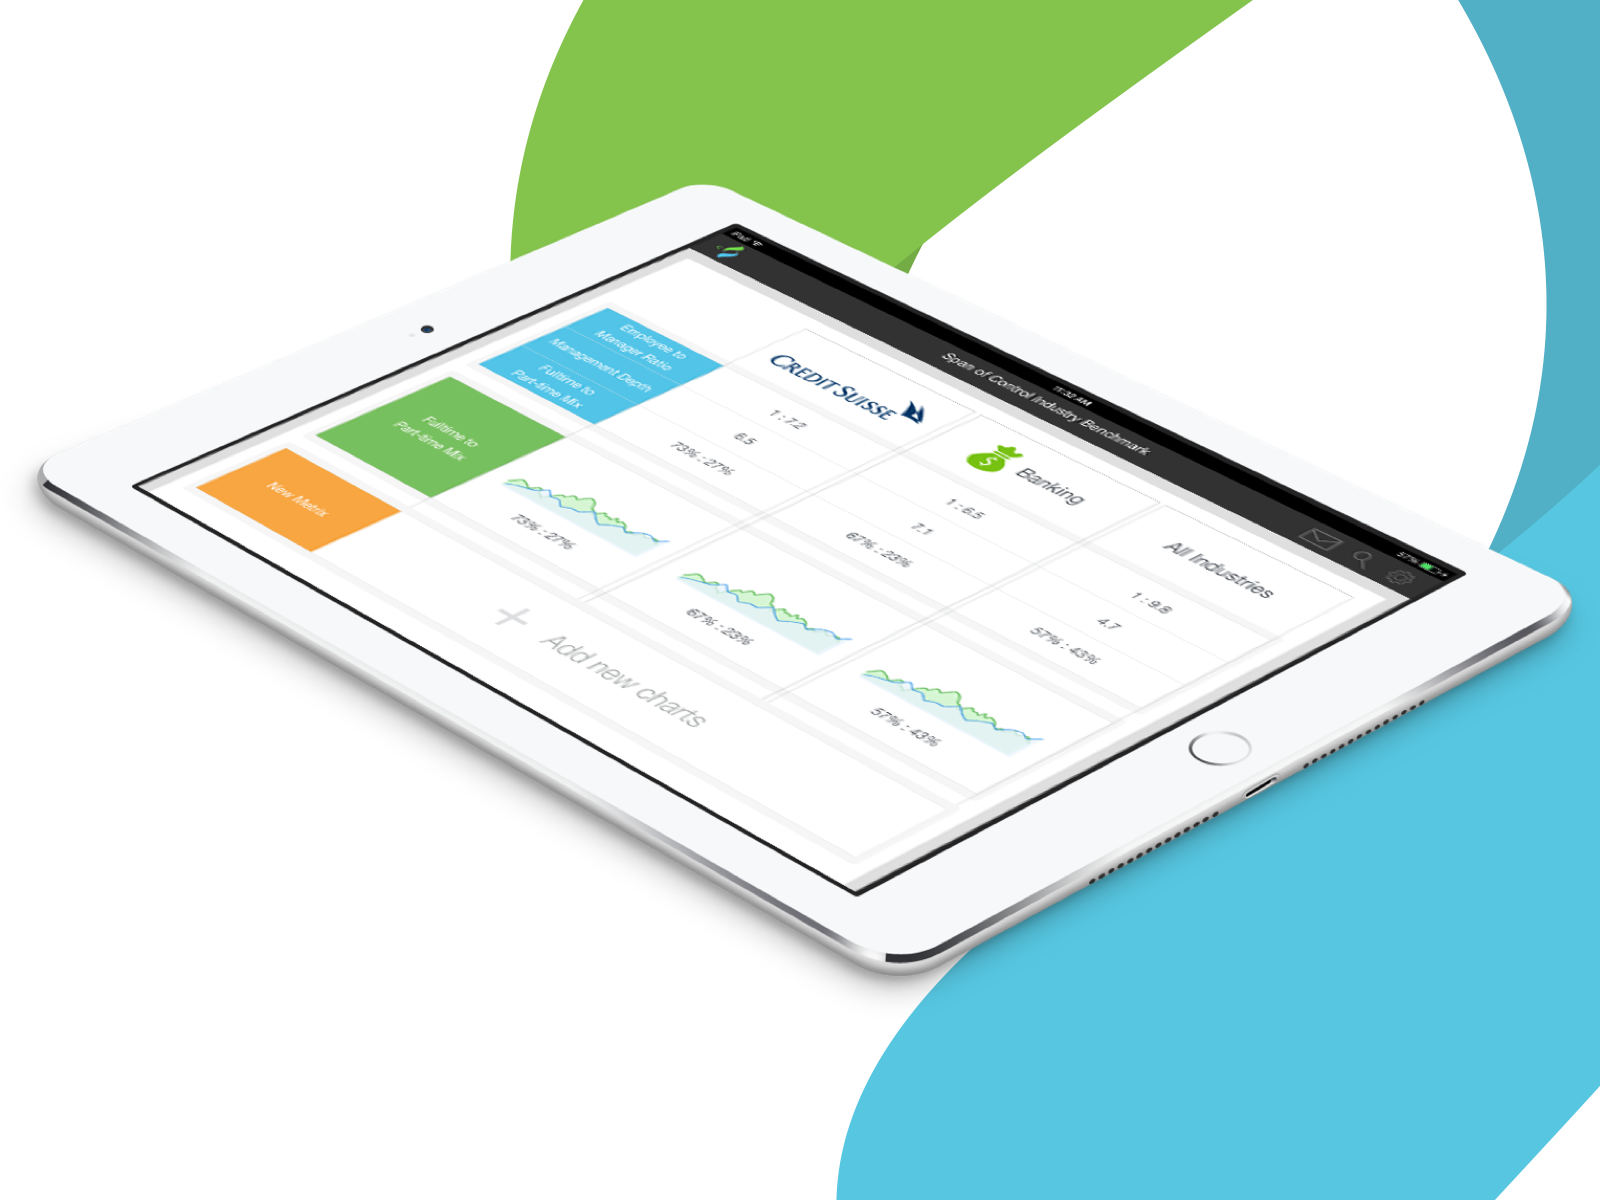 iPad
11:32 AM
57%
Span of Control Industry Benchmark
CREDIT SUISSE
Banking
All Industries
Employee to
Manager Ratio
1 : 7.2
1 : 6.5
1 : 9.8
Management Depth
6.5
7.1
4.7
Fulltime to
Part-time Mix
73% : 27%
67% : 23%
57% : 43%
Fulltime to
Part-time Mix
73% : 27%
67% : 23%
57% : 43%
New Metrix
+ Add new charts